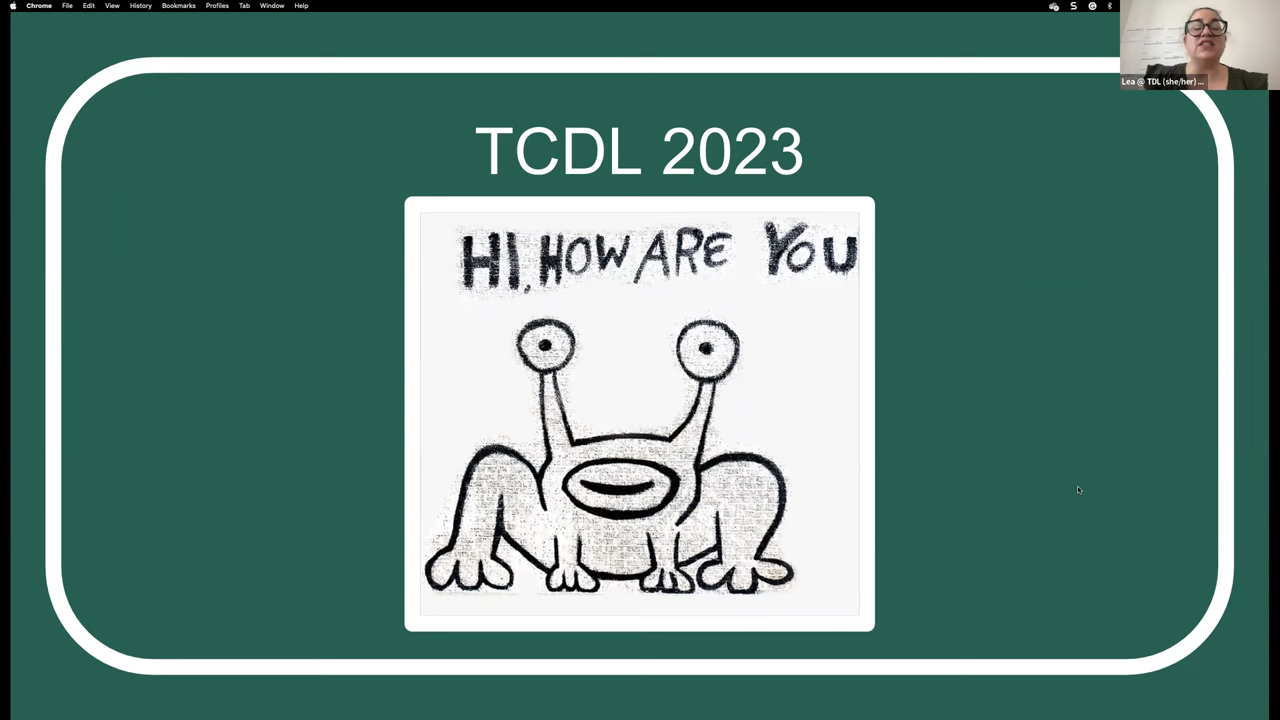 Chrome File Edit View History Bookmarks Profiles Tab Window Help
Lea @ TDL (she/her) ...
TCDL 2023
HI, HOW ARE YOU